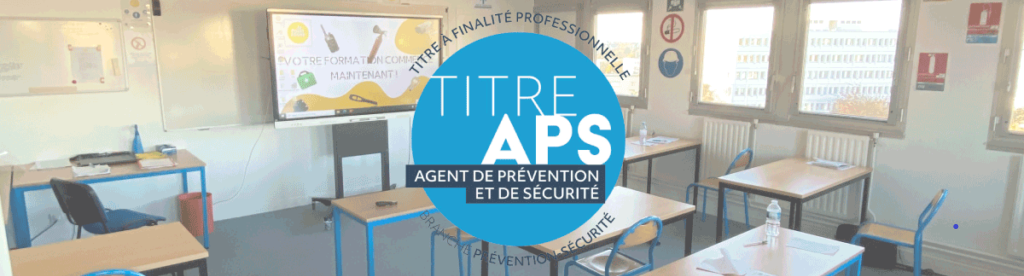 TITRE À FINALITÉ PROFESSIONNELLE
VOTRE FORMATION COMMENCE
MAINTENANT !
TITRE
APS
AGENT DE PRÉVENTION
ET DE SÉCURITÉ
BRANCHE PRÉVENTION SÉCURITÉ